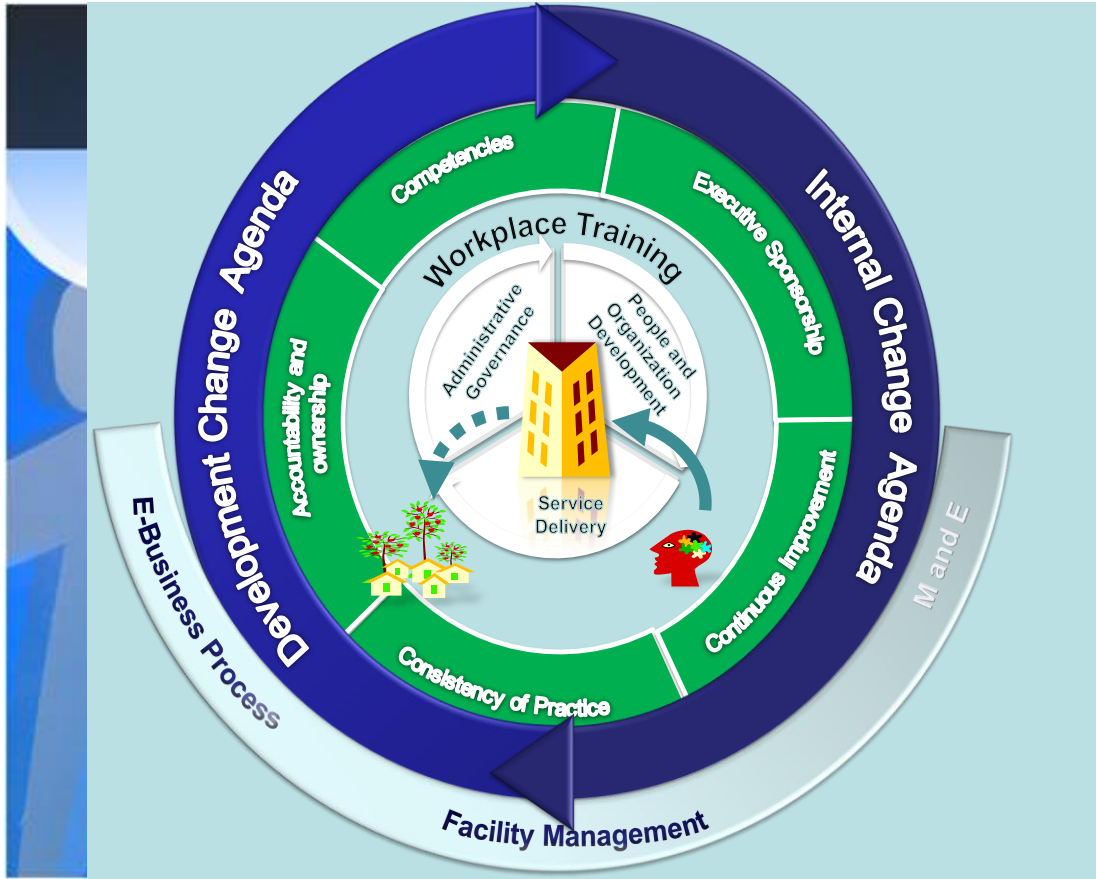 Development Change Agenda
Internal Change Agenda
Competencies
Executive Sponsorship
Accountability and
ownership
Continuous Improvement
Consistency of Practice
Workplace Training
Administrative
Governance
People and
Organization
Development
Service
Delivery
E-Business Process
Facility Management
M and E